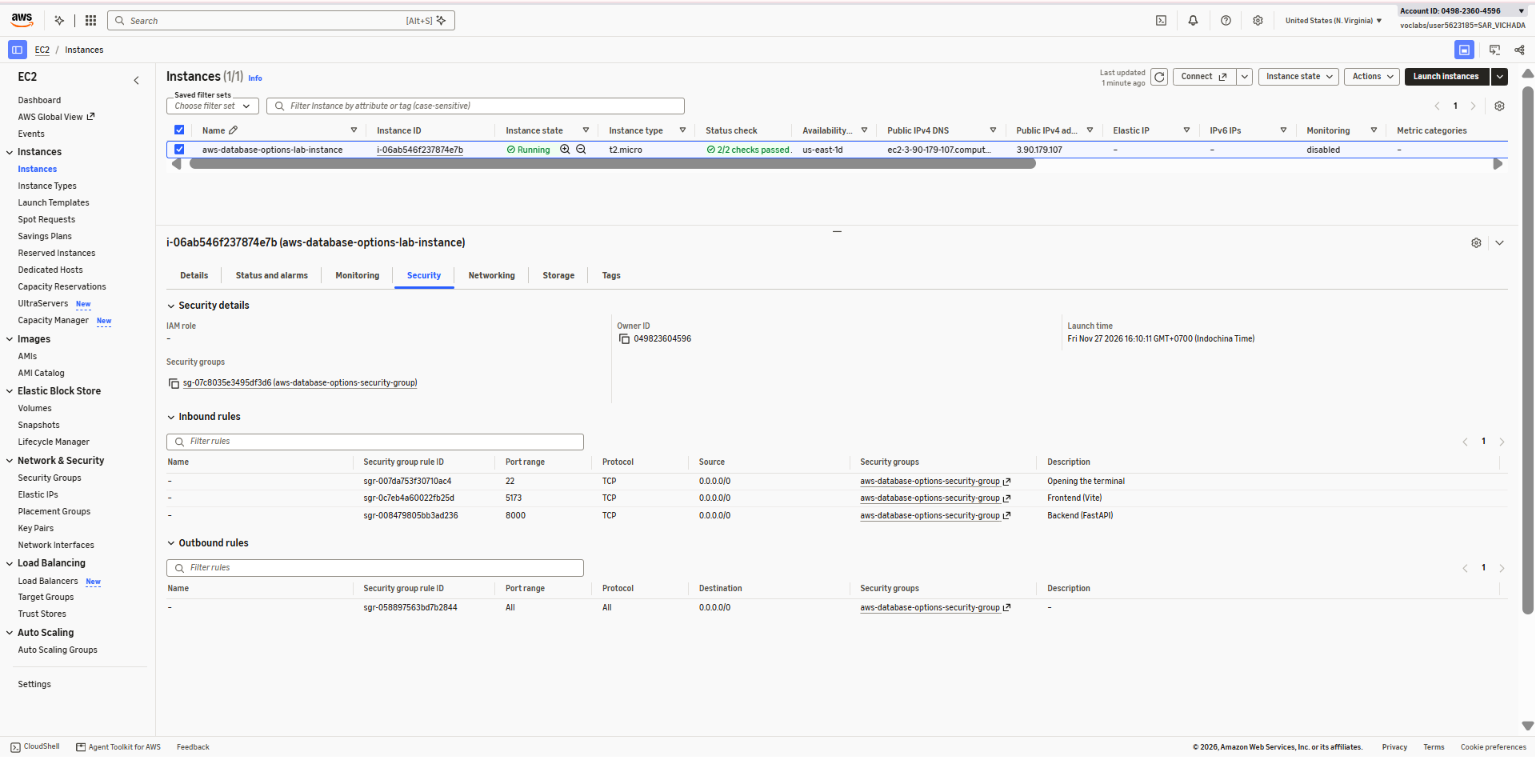 aws
Search [Alt+S]
United States (N. Virginia)
Account ID: 0498-2360-4596
voclabs/user5623185=SAR_VICHADA
EC2 / Instances
EC2
Dashboard
AWS Global View
Events
Instances
Instances
Instance Types
Launch Templates
Spot Requests
Savings Plans
Reserved Instances
Dedicated Hosts
Capacity Reservations
UltraServers New
Capacity Manager New
Images
AMIs
AMI Catalog
Elastic Block Store
Volumes
Snapshots
Lifecycle Manager
Network & Security
Security Groups
Elastic IPs
Placement Groups
Key Pairs
Network Interfaces
Load Balancing
Load Balancers New
Target Groups
Trust Stores
Auto Scaling
Auto Scaling Groups
Settings
Instances (1/1) Info
Last updated
1 minute ago
Connect
Instance state
Actions
Launch instances
Saved filter sets
Choose filter set
Filter Instance by attribute or tag (case-sensitive)
1
Name Instance ID Instance state Instance type Status check Availability... Public IPv4 DNS Public IPv4 ad... Elastic IP IPv6 IPs Monitoring Metric categories
aws-database-options-lab-instance i-06ab546f237874e7b Running t2.micro 2/2 checks passed. us-east-1d ec2-3-90-179-107.comput... 3.90.179.107 – – disabled –
i-06ab546f237874e7b (aws-database-options-lab-instance)
Details Status and alarms Monitoring Security Networking Storage Tags
Security details
IAM role
–
Owner ID
049823604596
Launch time
Fri Nov 27 2026 16:10:11 GMT+0700 (Indochina Time)
Security groups
sg-07c8035e3495df3d6 (aws-database-options-security-group)
Inbound rules
Filter rules
1
Name Security group rule ID Port range Protocol Source Security groups Description
– sgr-007da753f30710ac4 22 TCP 0.0.0.0/0 aws-database-options-security-group Opening the terminal
– sgr-0c7eb4a60022fb25d 5173 TCP 0.0.0.0/0 aws-database-options-security-group Frontend (Vite)
– sgr-008479805bb3ad236 8000 TCP 0.0.0.0/0 aws-database-options-security-group Backend (FastAPI)
Outbound rules
Filter rules
1
Name Security group rule ID Port range Protocol Destination Security groups Description
– sgr-058897563bd7b2844 All All 0.0.0.0/0 aws-database-options-security-group –
CloudShell Agent Toolkit for AWS Feedback
© 2026, Amazon Web Services, Inc. or its affiliates. Privacy Terms Cookie preferences